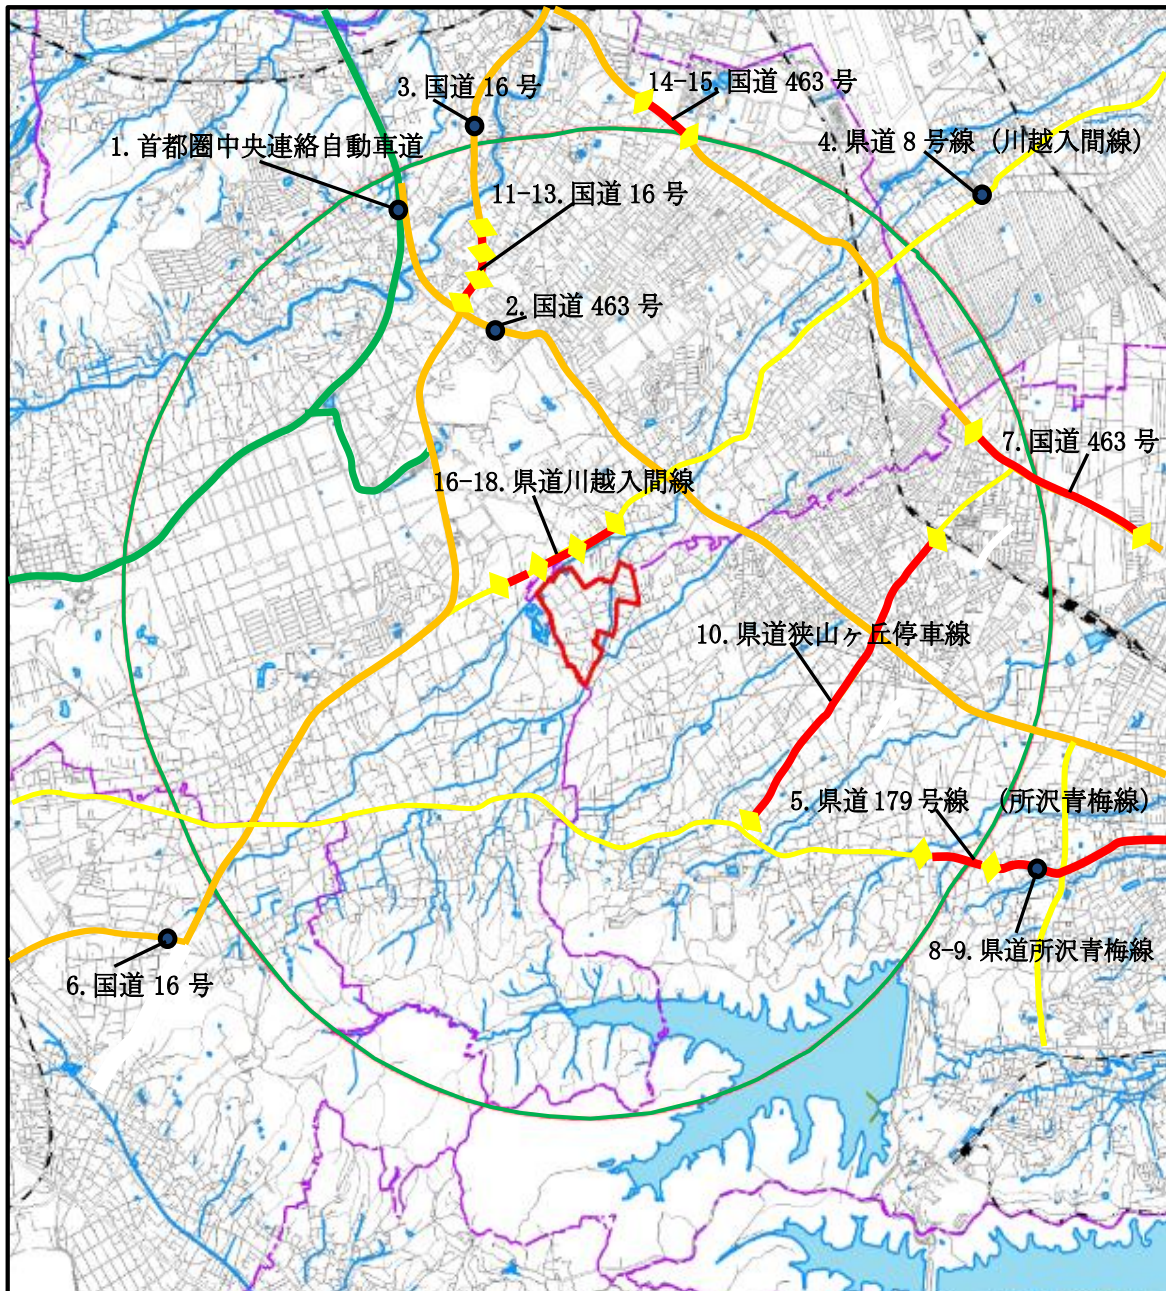 3. 国道 16 号
14-15. 国道 463 号
1. 首都圏中央連絡自動車道
4. 県道 8 号線（川越入間線）
11-13. 国道 16 号
2. 国道 463 号
7. 国道 463 号
16-18. 県道川越入間線
10. 県道狭山ヶ丘停車線
5. 県道 179 号線　（所沢青梅線）
8-9. 県道所沢青梅線
6. 国道 16 号